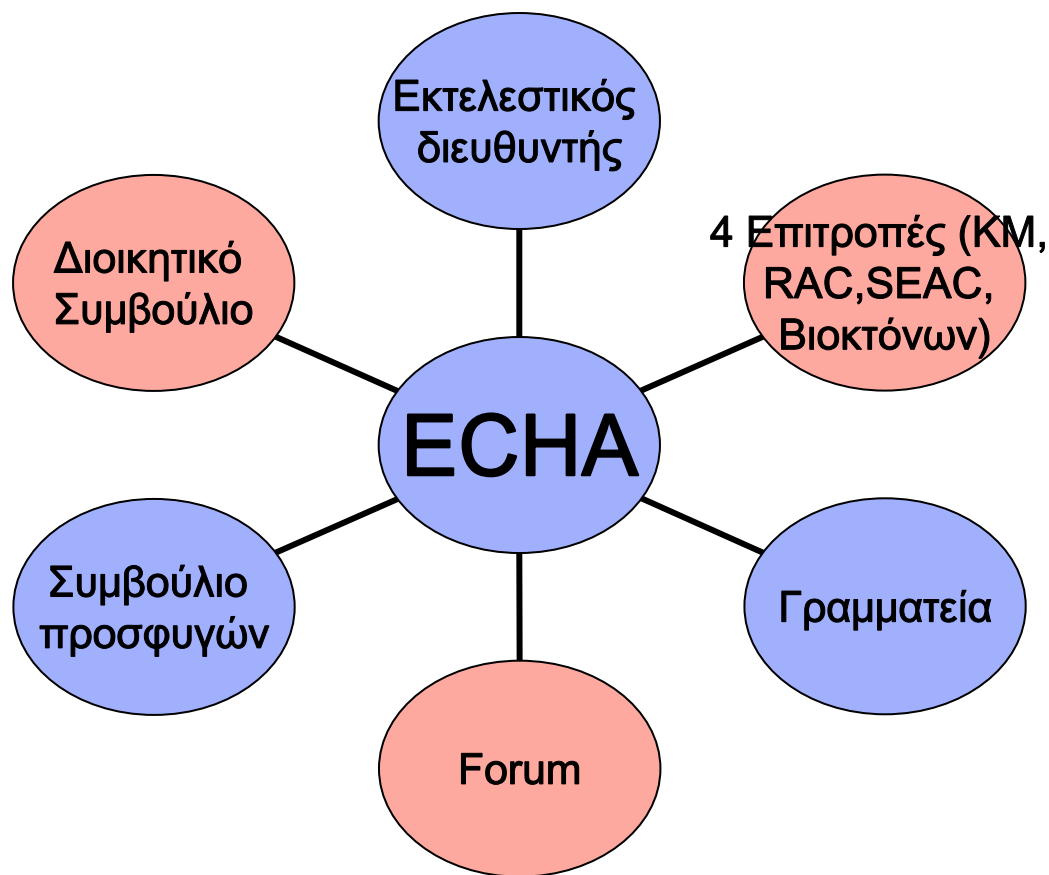 Εκτελεστικός
διευθυντής
Διοικητικό
Συμβούλιο
4 Επιτροπές (ΚΜ,
RAC,SEAC,
Βιοκτόνων)
ECHA
Συμβούλιο
προσφυγών
Γραμματεία
Forum